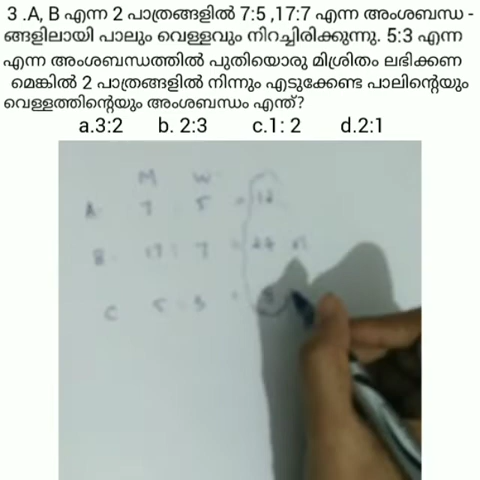 3 .A, B എന്ന 2 പാത്രങ്ങളിൽ 7:5 ,17:7 എന്ന അംശബന്ധ -
ങ്ങളിലായി പാലും വെള്ളവും നിറച്ചിരിക്കുന്നു. 5:3 എന്ന
എന്ന അംശബന്ധത്തിൽ പുതിയൊരു മിശ്രിതം ലഭിക്കണ
മെങ്കിൽ 2 പാത്രങ്ങളിൽ നിന്നും എടുക്കേണ്ട പാലിന്റെയും
വെള്ളത്തിന്റെയും അംശബന്ധം എന്ത്?
a.3:2 b. 2:3 c.1: 2 d.2:1
M W
A 7 : 5 = 12
B 17 : 7 = 24
C 5 : 3 = 8